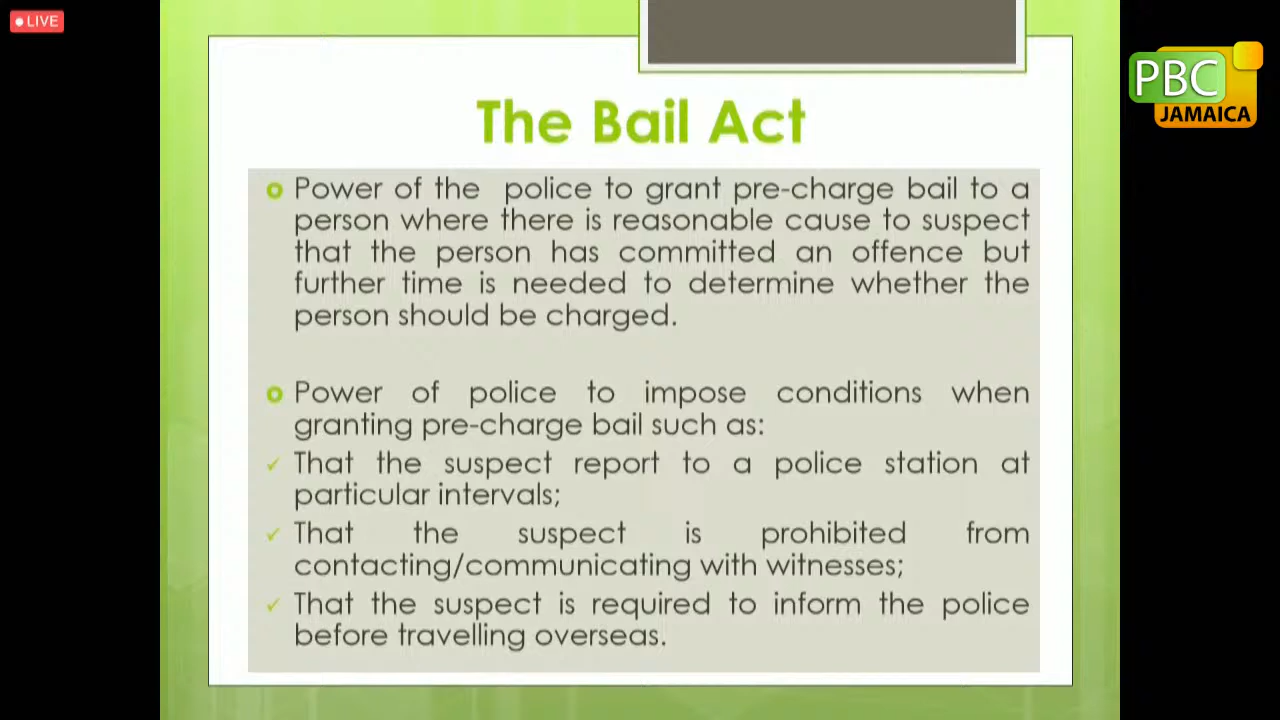 LIVE
PBC
JAMAICA
The Bail Act
Power of the police to grant pre-charge bail to a
person where there is reasonable cause to suspect
that the person has committed an offence but
further time is needed to determine whether the
person should be charged.
Power of police to impose conditions when
granting pre-charge bail such as:
That the suspect report to a police station at
particular intervals;
That the suspect is prohibited from
contacting/communicating with witnesses;
That the suspect is required to inform the police
before travelling overseas.